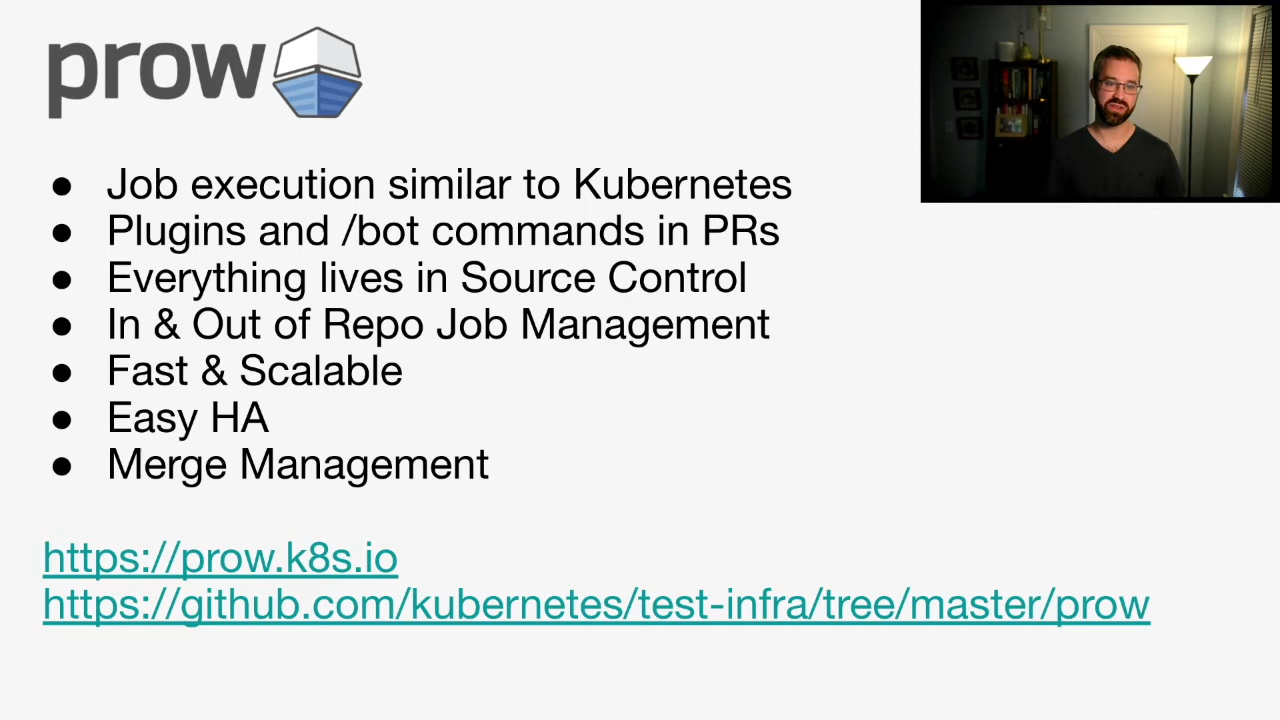 prow
● Job execution similar to Kubernetes
● Plugins and /bot commands in PRs
● Everything lives in Source Control
● In & Out of Repo Job Management
● Fast & Scalable
● Easy HA
● Merge Management
https://prow.k8s.io
https://github.com/kubernetes/test-infra/tree/master/prow